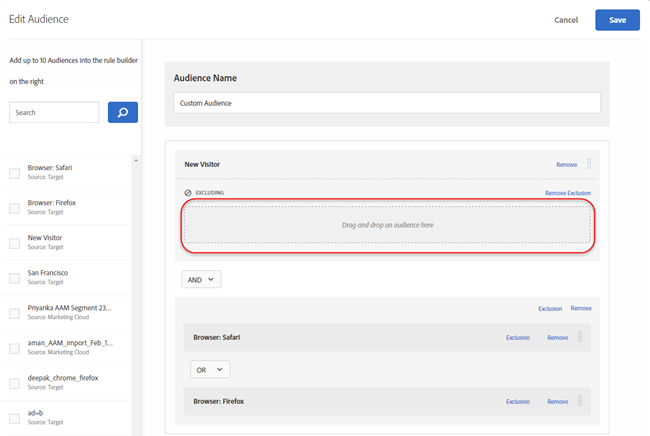 Edit Audience
Cancel
Save
Add up to 10 Audiences into the rule builder
on the right
Search
Browser: Safari
Source: Target
Browser: Firefox
Source: Target
New Visitor
Source: Target
San Francisco
Source: Target
Priyanka AAM Segment 23...
Source: Marketing Cloud
aman_AAM_import_Feb_1...
Source: Marketing Cloud
deepak_chrome_firefox
Source: Target
ad=b
Source: Target
Audience Name
Custom Audience
New Visitor
Remove
EXCLUDING
Remove Exclusion
Drag and drop an audience here
AND
Exclusion
Remove
Browser: Safari
Exclusion
Remove
OR
Browser: Firefox
Exclusion
Remove